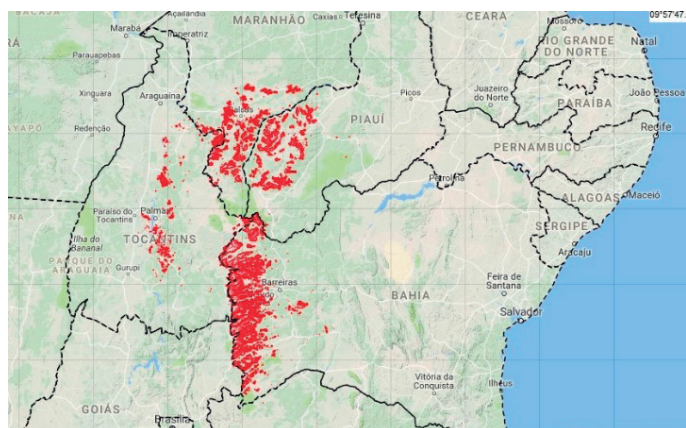 Marabá
Açailândia
Imperatriz
MARANHÃO
Caxias
Teresina
CEARÁ
Mossoró
09°57'47.
RIO GRANDE
DO NORTE
Natal
Parauapebas
Xinguara
Araguaína
Redenção
Balsas
Picos
PIAUÍ
Juazeiro
do Norte
PARAÍBA
João Pessoa
Recife
PERNAMBUCO
Petrolina
ALAGOAS
Maceió
SERGIPE
Aracaju
Paraíso do
Tocantins
Palmas
TOCANTINS
Ilha do
Bananal
PARQUE DO
ARAGUAIA
Gurupi
Barreiras
BAHIA
Feira de
Santana
Salvador
Vitória da
Conquista
Ilhéus
GOIÁS
Brasília